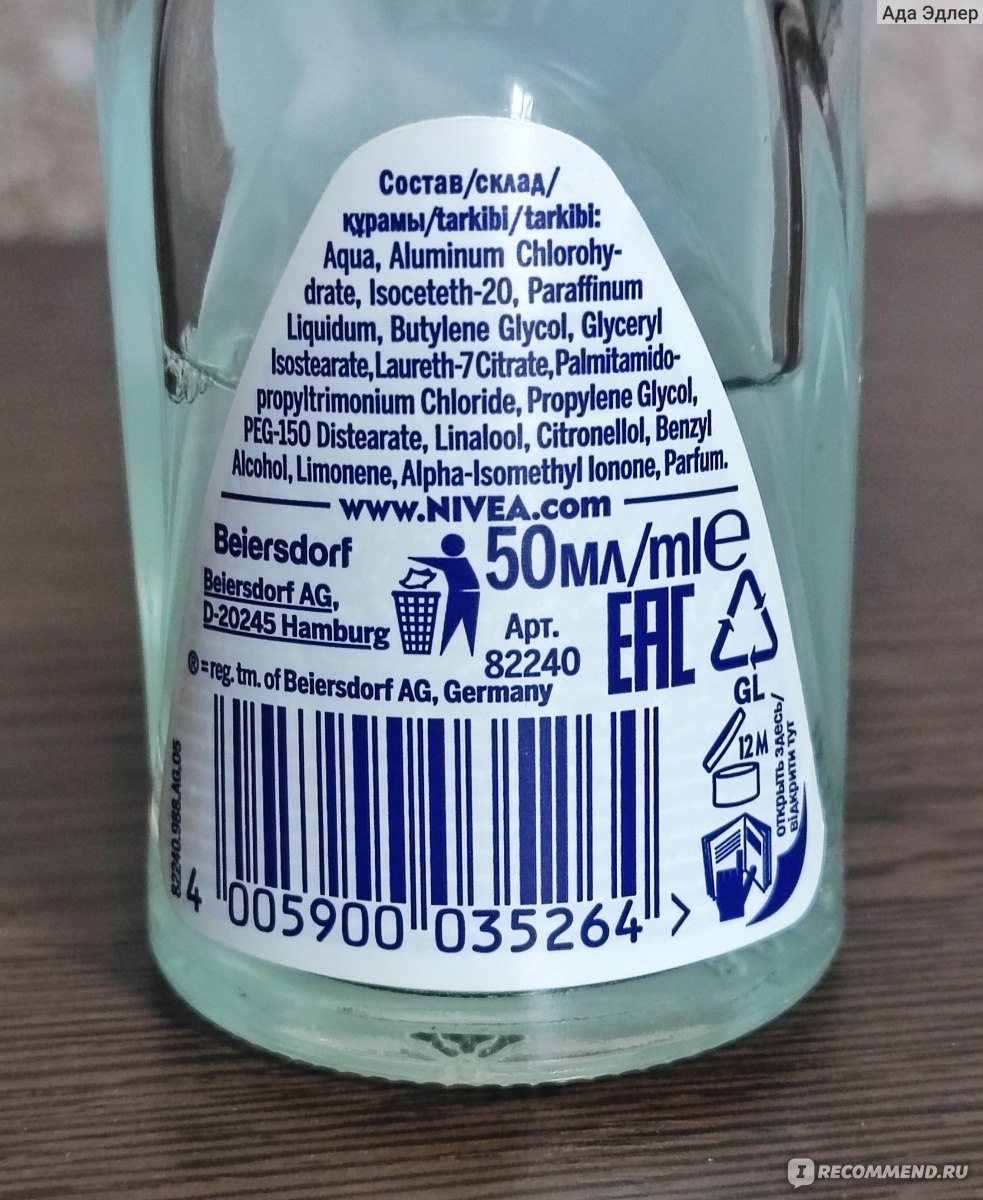 Ада Эдлер
Состав/склад/
құрамы/tarkibi/tarkibi:
Aqua, Aluminum Chlorohy-
drate, Isoceteth-20, Paraffinum
Liquidum, Butylene Glycol, Glyceryl
Isostearate, Laureth-7 Citrate, Palmitamido-
propyltrimonium Chloride, Propylene Glycol,
PEG-150 Distearate, Linalool, Citronellol, Benzyl
Alcohol, Limonene, Alpha-Isomethyl Ionone, Parfum.
www.NIVEA.com
Beiersdorf
50мл/ml℮
Beiersdorf AG,
D-20245 Hamburg
Арт.
82240
EAC
GL
®=reg. tm. of Beiersdorf AG, Germany
12M
открыть здесь/
відкрити тут
82240.988.AG.05
4 005900 035264 >
IRECOMMEND.RU